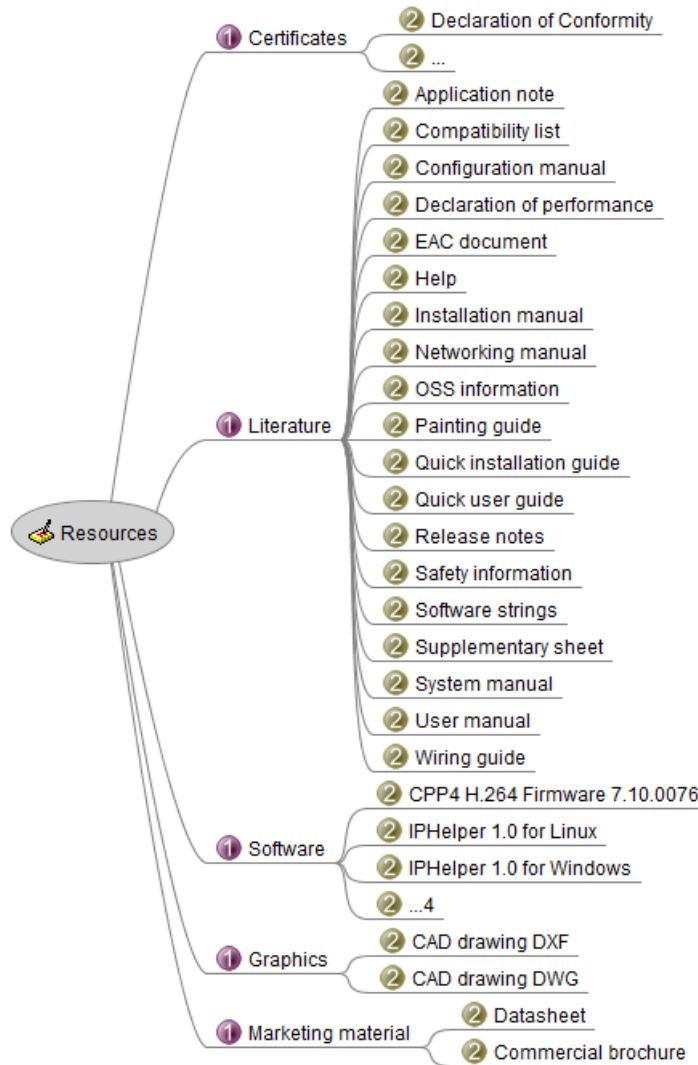 1 Certificates
2 Declaration of Conformity
2 ...
1 Literature
2 Application note
2 Compatibility list
2 Configuration manual
2 Declaration of performance
2 EAC document
2 Help
2 Installation manual
2 Networking manual
2 OSS information
2 Painting guide
2 Quick installation guide
2 Quick user guide
2 Release notes
2 Safety information
2 Software strings
2 Supplementary sheet
2 System manual
2 User manual
2 Wiring guide
Resources
1 Software
2 CPP4 H.264 Firmware 7.10.0076
2 IPHelper 1.0 for Linux
2 IPHelper 1.0 for Windows
2 ...4
1 Graphics
2 CAD drawing DXF
2 CAD drawing DWG
1 Marketing material
2 Datasheet
2 Commercial brochure